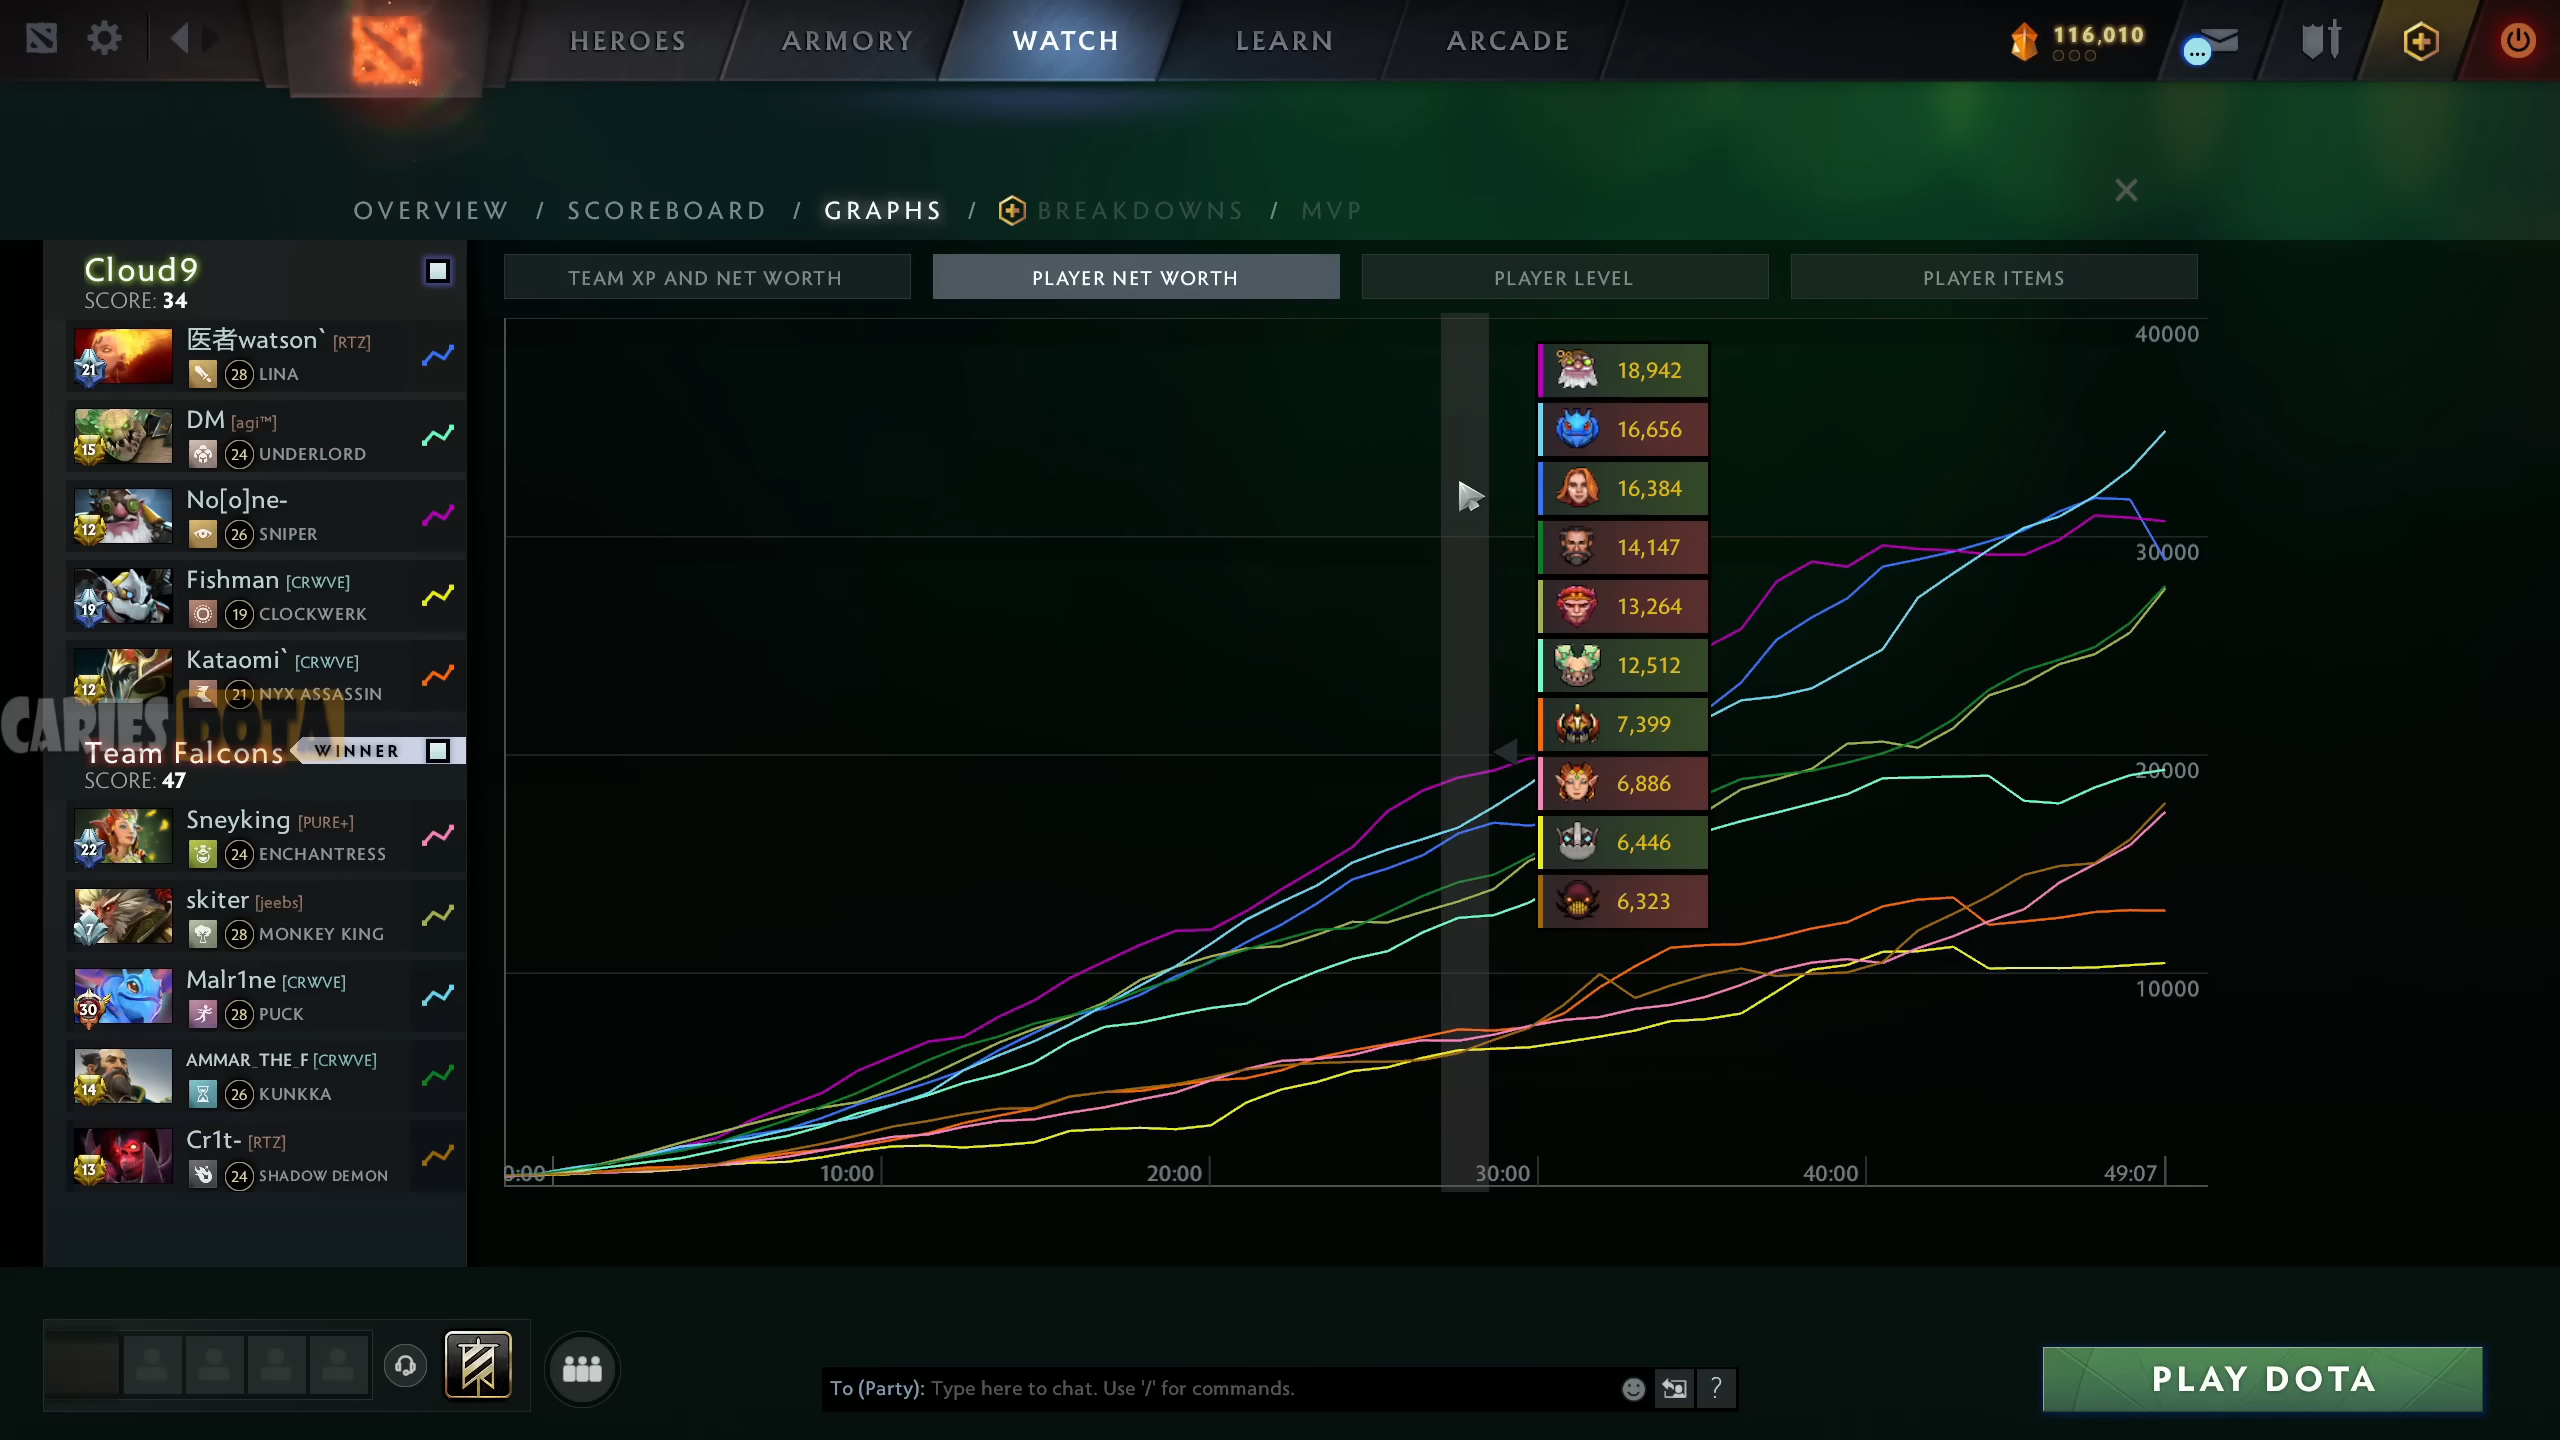 HEROES
ARMORY
WATCH
LEARN
ARCADE
116,010
OVERVIEW / SCOREBOARD / GRAPHS / BREAKDOWNS / MVP
Cloud9
SCORE: 34
TEAM XP AND NET WORTH
PLAYER NET WORTH
PLAYER LEVEL
PLAYER ITEMS
21
医者watson` [RTZ]
28 LINA
15
DM [agi™]
24 UNDERLORD
12
No[o]ne-
26 SNIPER
19
Fishman [CRWVE]
19 CLOCKWERK
12
Kataomi` [CRWVE]
21 NYX ASSASSIN
CARIES DOTA
Team Falcons
WINNER
SCORE: 47
22
Sneyking [PURE+]
24 ENCHANTRESS
7
skiter [jeebs]
28 MONKEY KING
30
Malr1ne [CRWVE]
28 PUCK
14
AMMAR_THE_F [CRWVE]
26 KUNKKA
13
Cr1t- [RTZ]
24 SHADOW DEMON
18,942
16,656
16,384
14,147
13,264
12,512
7,399
6,886
6,446
6,323
40000
30000
20000
10000
0:00
10:00
20:00
30:00
40:00
49:07
To (Party): Type here to chat. Use '/' for commands.
?
PLAY DOTA